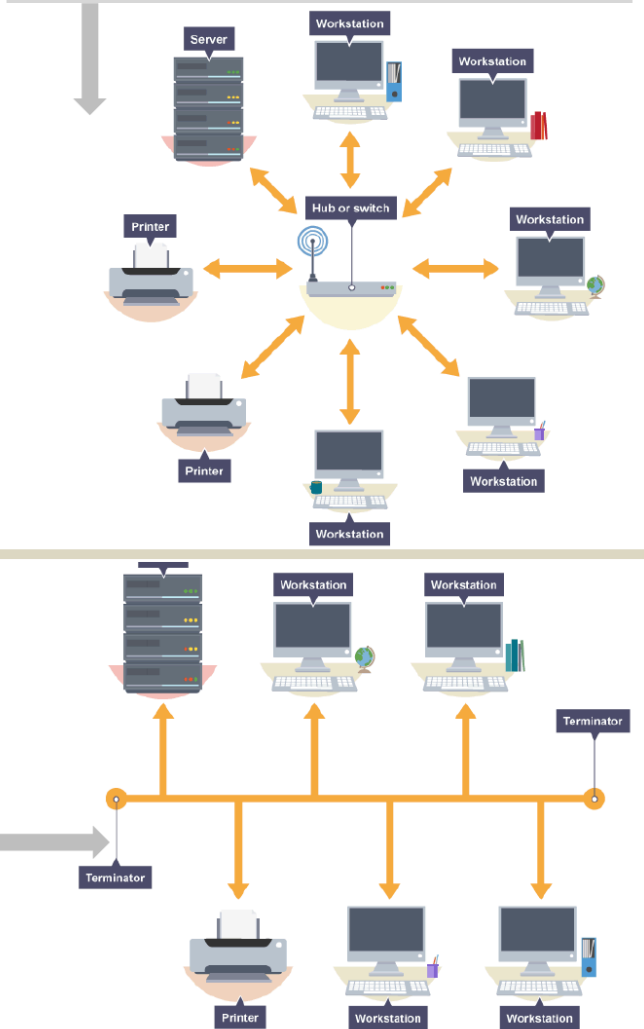 Server
Workstation
Workstation
Hub or switch
Printer
Workstation
Printer
Workstation
Workstation
Workstation
Workstation
Terminator
Terminator
Printer
Workstation
Workstation